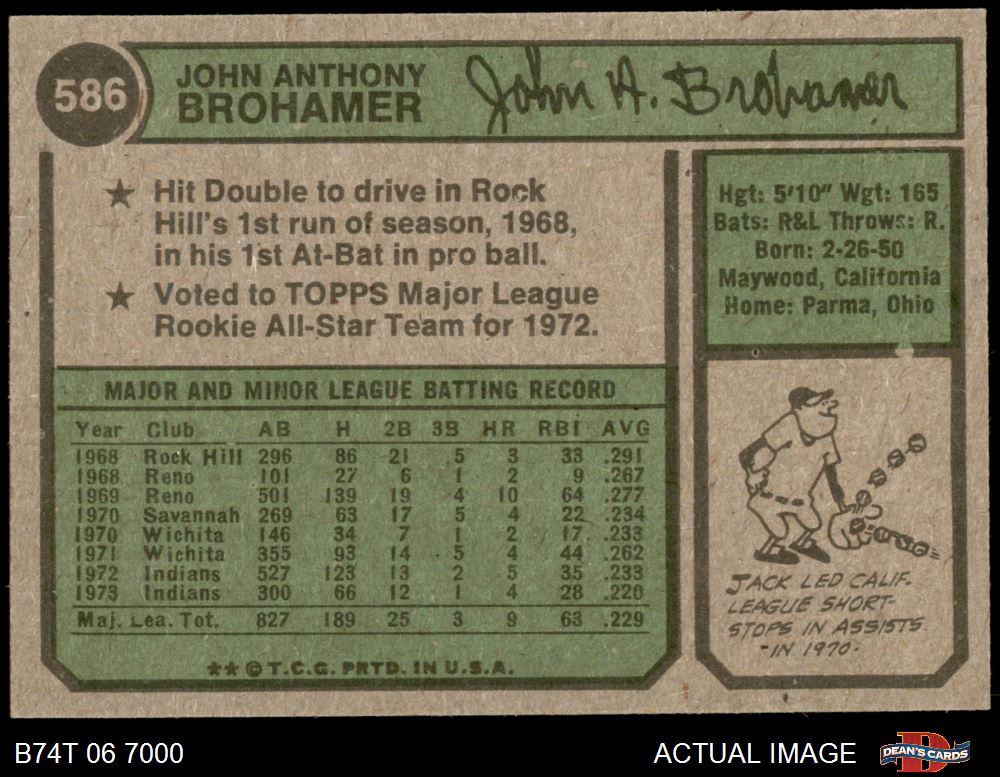 586
JOHN ANTHONY
BROHAMER
John A. Brohamer
★ Hit Double to drive in Rock
Hill's 1st run of season, 1968,
in his 1st At-Bat in pro ball.
★ Voted to TOPPS Major League
Rookie All-Star Team for 1972.
Hgt: 5'10" Wgt: 165
Bats: R&L Throws: R.
Born: 2-26-50
Maywood, California
Home: Parma, Ohio
MAJOR AND MINOR LEAGUE BATTING RECORD
Year Club AB H 2B 3B HR RBI AVG
1968 Rock Hill 296 86 21 5 3 33 .291
1968 Reno 101 27 6 1 2 9 .267
1969 Reno 501 139 19 4 10 64 .277
1970 Savannah 269 63 17 5 4 22 .234
1970 Wichita 146 34 7 1 2 17 .233
1971 Wichita 355 93 14 5 4 44 .262
1972 Indians 527 123 13 2 5 35 .233
1973 Indians 300 66 12 1 4 28 .220
Maj. Lea. Tot. 827 189 25 3 9 63 .229
★★ © T.C.G. PRTD. IN U.S.A.
JACK LED CALIF.
LEAGUE SHORT-
STOPS IN ASSISTS
-IN 1970-
B74T 06 7000
ACTUAL IMAGE
D
DEAN'S CARDS